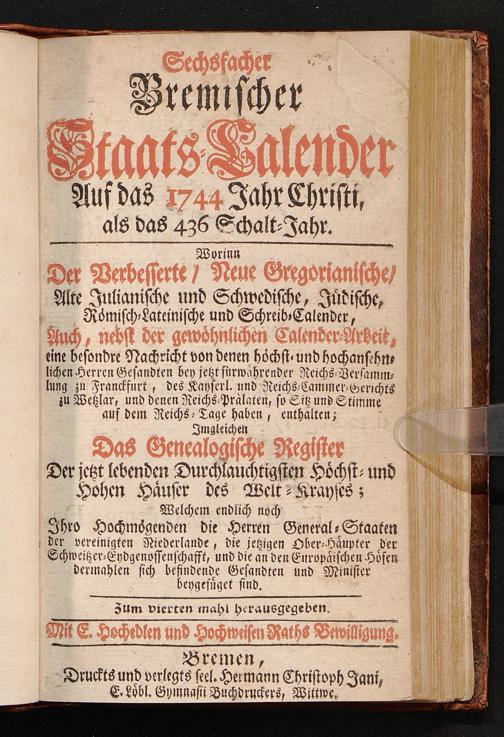 Sechsfacher
Bremischer
Staats-Calender
Auf das 1744 Jahr Christi,
als das 436 Schalt-Jahr.
Worinn
Der Verbesserte / Neue Gregorianische/
Alte Julianische und Schwedische, Jüdische,
Römisch-Lateinische und Schreib-Calender,
Auch, nebst der gewöhnlichen Calender-Arbeit,
eine besondre Nachricht von denen höchst- und hochansehn-
lichen Herren Gesandten bey jetzt fürwährender Reichs-Versamm-
lung zu Franckfurt, des Kayserl. und Reichs-Cammer-Gerichts
zu Wetzlar, und denen Reichs-Prälaten, so Sitz und Stimme
auf dem Reichs-Tage haben, enthalten;
Imgleichen
Das Genealogische Register
Der jetzt lebenden Durchlauchtigsten Höchst- und
Hohen Häuser des Welt-Krayses;
Welchem endlich noch
Ihro Hochmögenden die Herren General-Staaten
der vereinigten Niederlande, die jetzigen Ober-Häupter der
Schweitzer-Eydgenossenschafft, und die an den Europäischen Höfen
dermahlen sich befindende Gesandten und Minister
beygefüget sind.
Zum vierten mahl herausgegeben.
Mit E. Hochedlen und Hochweisen Raths Bewilligung.
Bremen,
Druckts und verlegts seel. Hermann Christoph Jani,
E. Löbl. Gymnasii Buchdruckers, Wittwe.